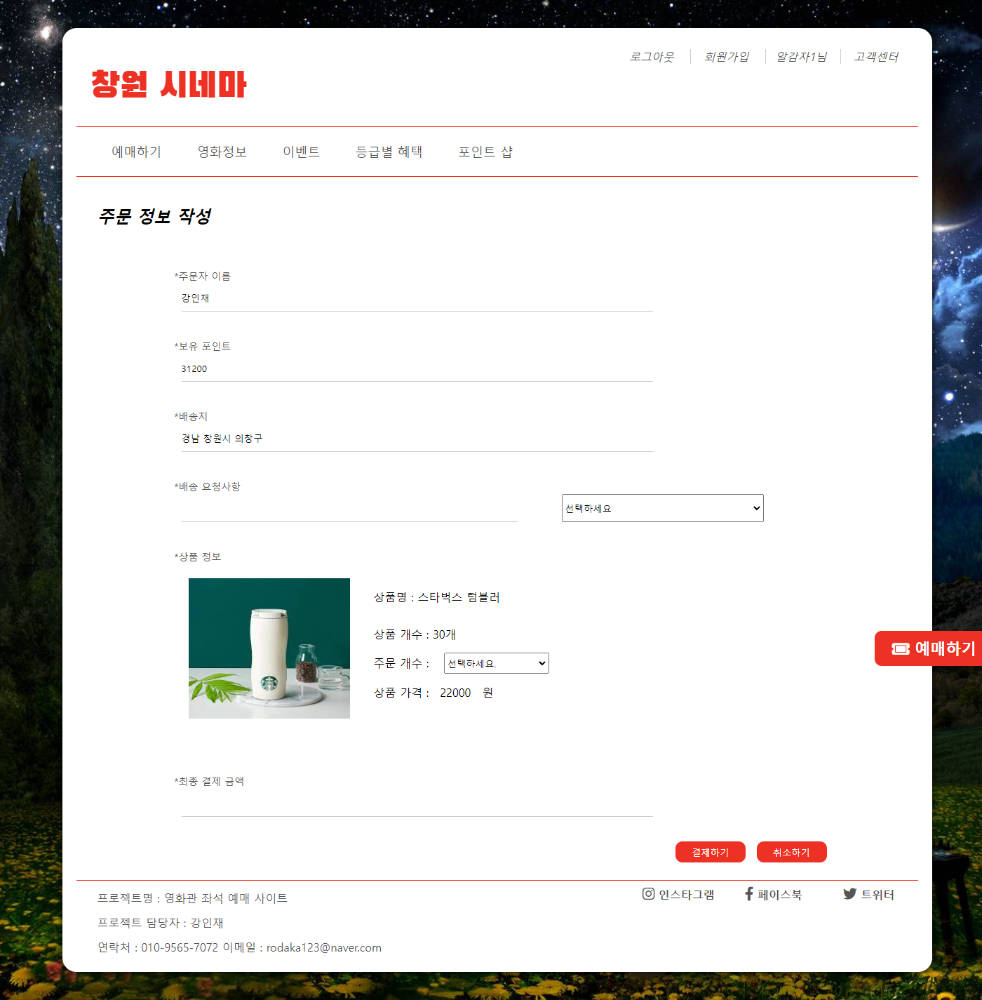 로그아웃 회원가입 알감자1님 고객센터
창원 시네마
예매하기 영화정보 이벤트 등급별 혜택 포인트 샵
주문 정보 작성
*주문자 이름
강인재
*보유 포인트
31200
*배송지
경남 창원시 의창구
*배송 요청사항
선택하세요
*상품 정보
상품명 : 스타벅스 텀블러
상품 개수 : 30개
주문 개수 : 선택하세요.
상품 가격 : 22000 원
예매하기
*최종 결제 금액
결제하기 취소하기
프로젝트명 : 영화관 좌석 예매 사이트
인스타그램 페이스북 트위터
프로젝트 담당자 : 강인재
연락처 : 010-9565-7072 이메일 : rodaka123@naver.com